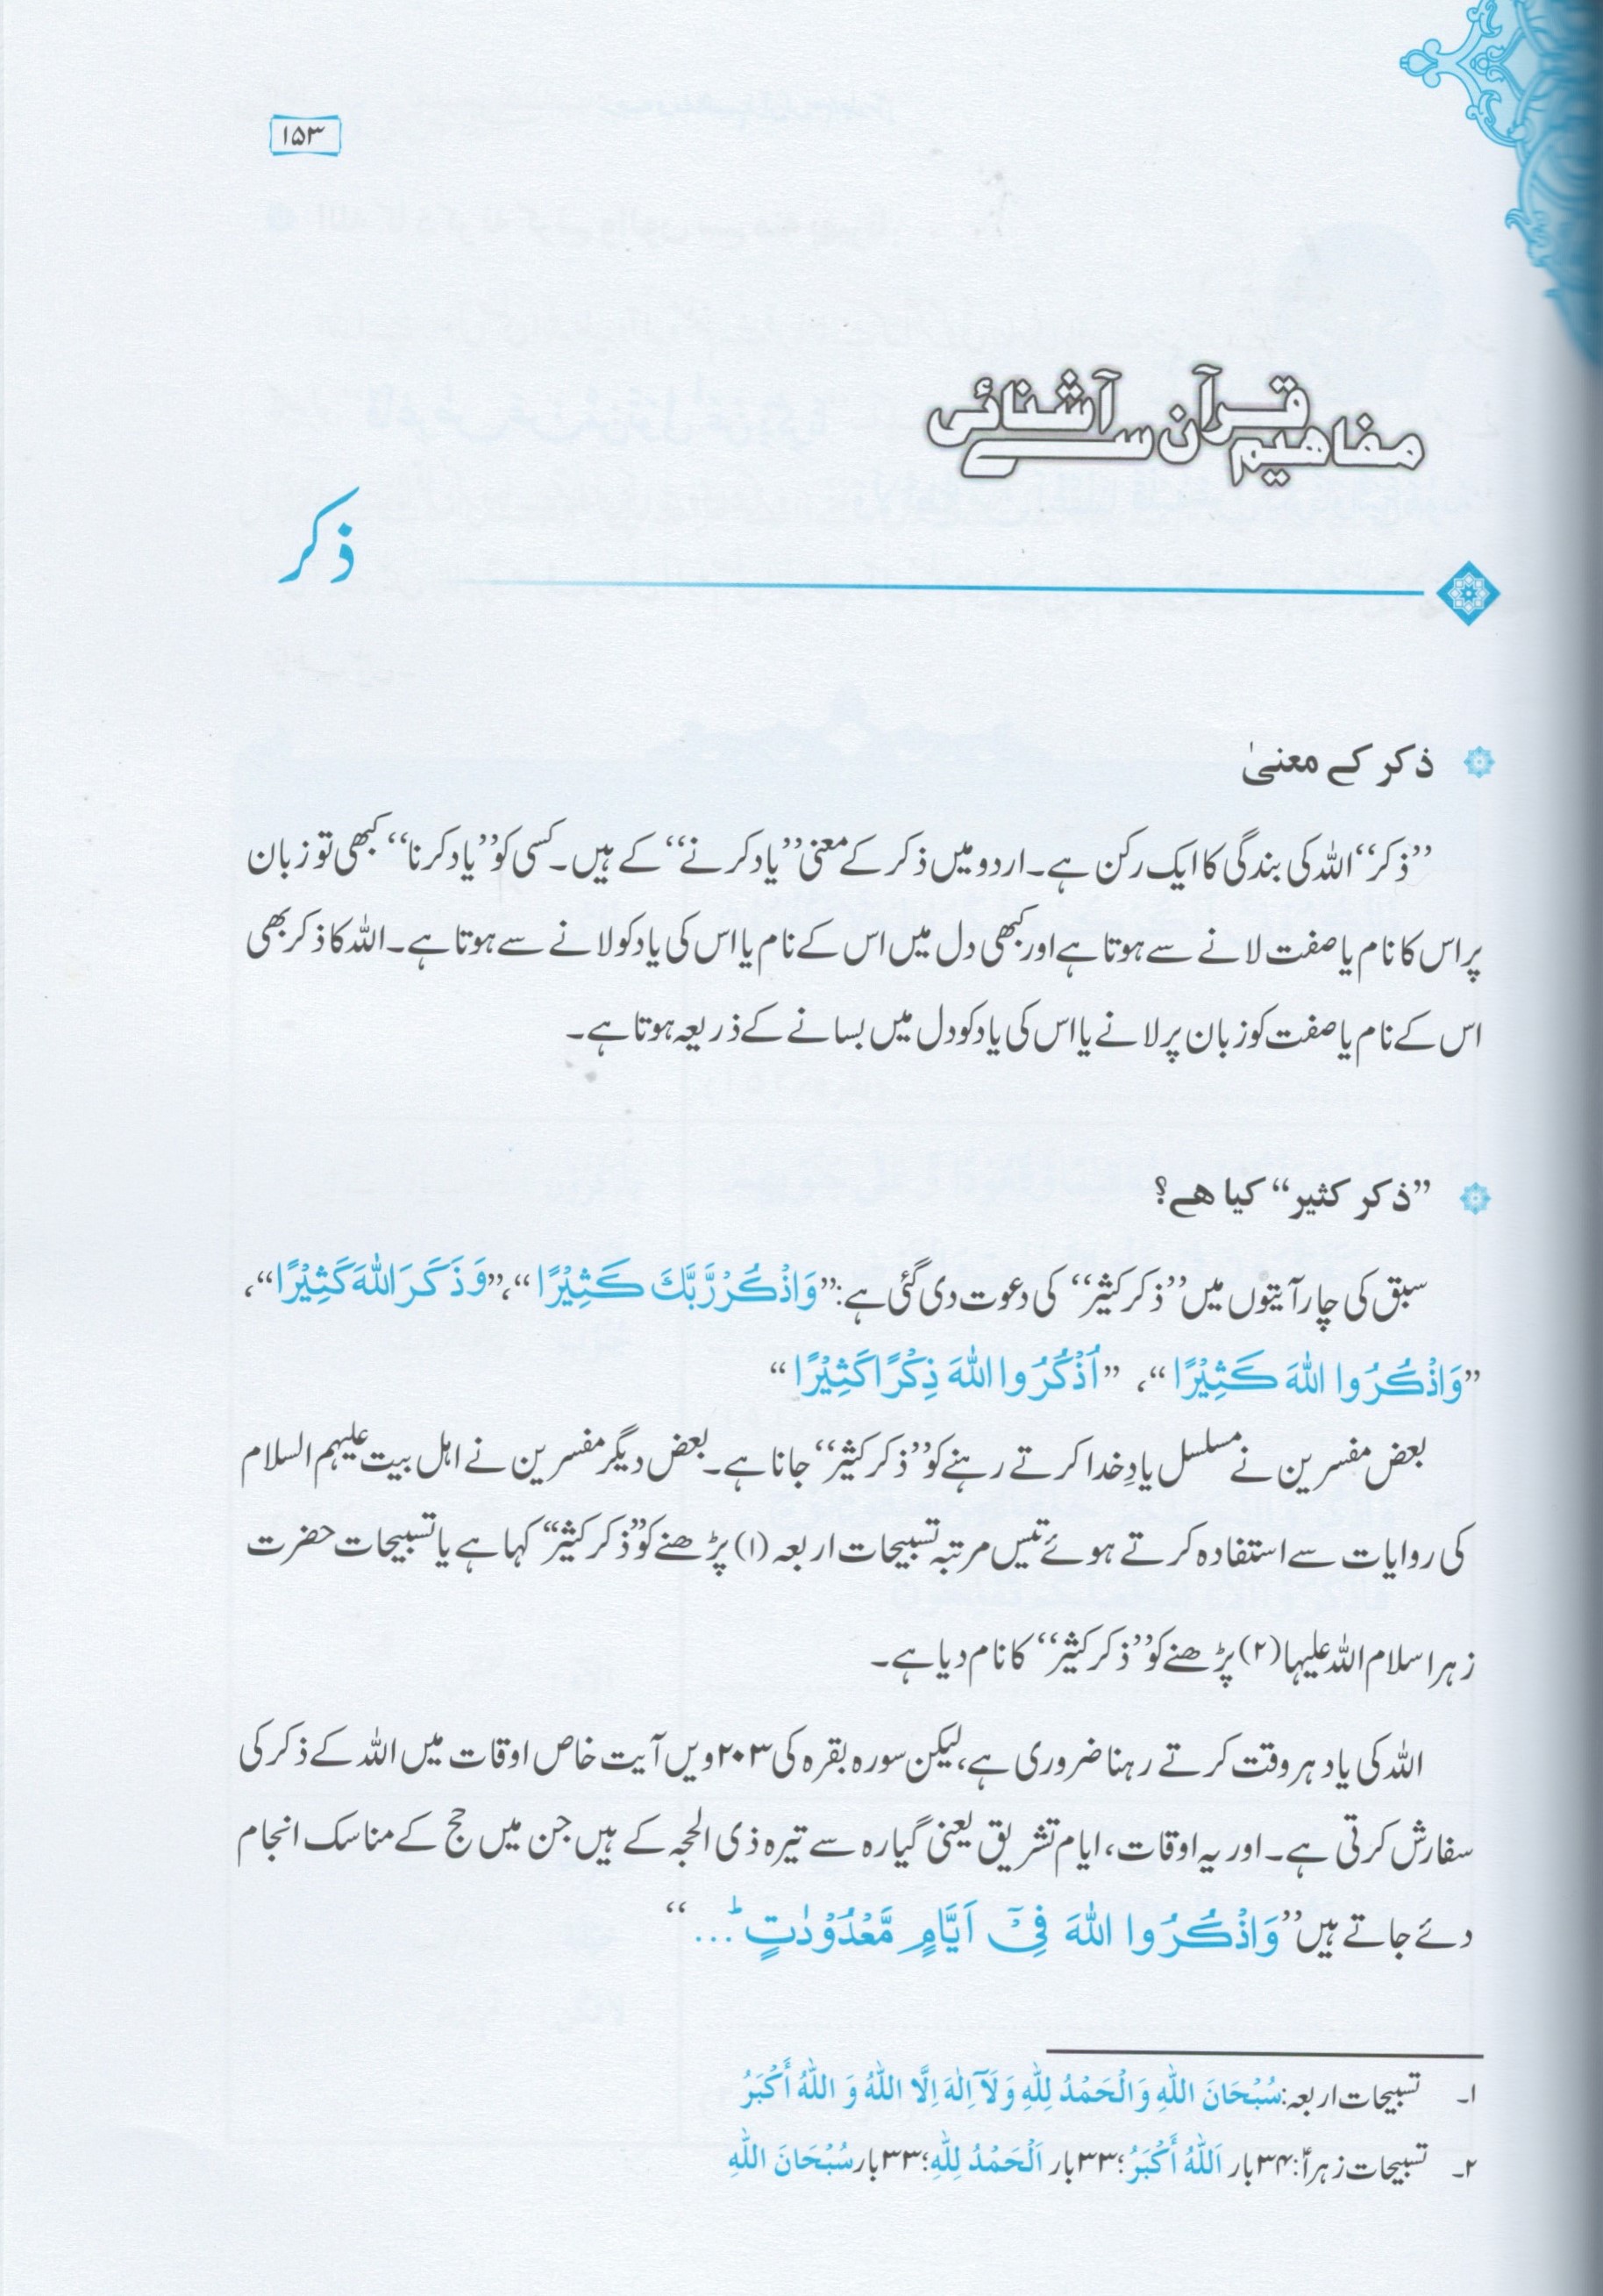 ۱۵۳
مفاھیم قرآن سے آشنائی
ذکر
ذکر کے معنیٰ
”ذکر“ اللہ کی بندگی کا ایک رکن ہے۔ اردو میں ذکر کے معنی ”یاد کرنے“ کے ہیں۔ کسی کو ”یاد کرنا“ کبھی تو زبان
پر اس کا نام یا صفت لانے سے ہوتا ہے اور کبھی دل میں اس کے نام یا اس کی یاد کو لانے سے ہوتا ہے۔ اللہ کا ذکر بھی
اس کے نام یا صفت کو زبان پر لانے یا اس کی یاد کو دل میں بسانے کے ذریعہ ہوتا ہے۔
”ذکر کثیر“ کیا ھے؟
سبق کی چار آیتوں میں ”ذکر کثیر“ کی دعوت دی گئی ہے: ”وَاذْكُرْ رَّبَّكَ كَثِيْرًا“، ”وَ ذَكَرَ اللّٰهَ كَثِيْرًا“،
”وَاذْكُرُوا اللّٰهَ كَثِيْرًا“، ”اُذْكُرُوا اللّٰهَ ذِكْرًا كَثِيْرًا“
بعض مفسرین نے مسلسل یادِ خدا کرتے رہنے کو ”ذکر کثیر“ جانا ہے۔ بعض دیگر مفسرین نے اہل بیت علیہم السلام
کی روایات سے استفادہ کرتے ہوئے تیس مرتبہ تسبیحات اربعہ (۱) پڑھنے کو ”ذکر کثیر“ کہا ہے یا تسبیحات حضرت
زہرا سلام اللہ علیہا (۲) پڑھنے کو ”ذکر کثیر“ کا نام دیا ہے۔
اللہ کی یاد ہر وقت کرتے رہنا ضروری ہے، لیکن سورہ بقرہ کی ۲۰۳ ویں آیت خاص اوقات میں اللہ کے ذکر کی
سفارش کرتی ہے۔ اور یہ اوقات، ایام تشریق یعنی گیارہ سے تیرہ ذی الحجہ کے ہیں جن میں حج کے مناسک انجام
دئے جاتے ہیں ”وَاذْكُرُوا اللّٰهَ فِيْٓ اَيَّامٍ مَّعْدُوْدٰتٍ ؕ ...“
۱۔ تسبیحات اربعہ: سُبْحَانَ اللّٰهِ وَالْحَمْدُ لِلّٰهِ وَلَآ اِلٰهَ اِلَّا اللّٰهُ وَ اللّٰهُ أَكْبَرُ
۲۔ تسبیحات زہراؑ: ۳۴ بار اَللّٰهُ أَكْبَرُ؛ ۳۳ بار اَلْحَمْدُ لِلّٰهِ؛ ۳۳ بار سُبْحَانَ اللّٰهِ